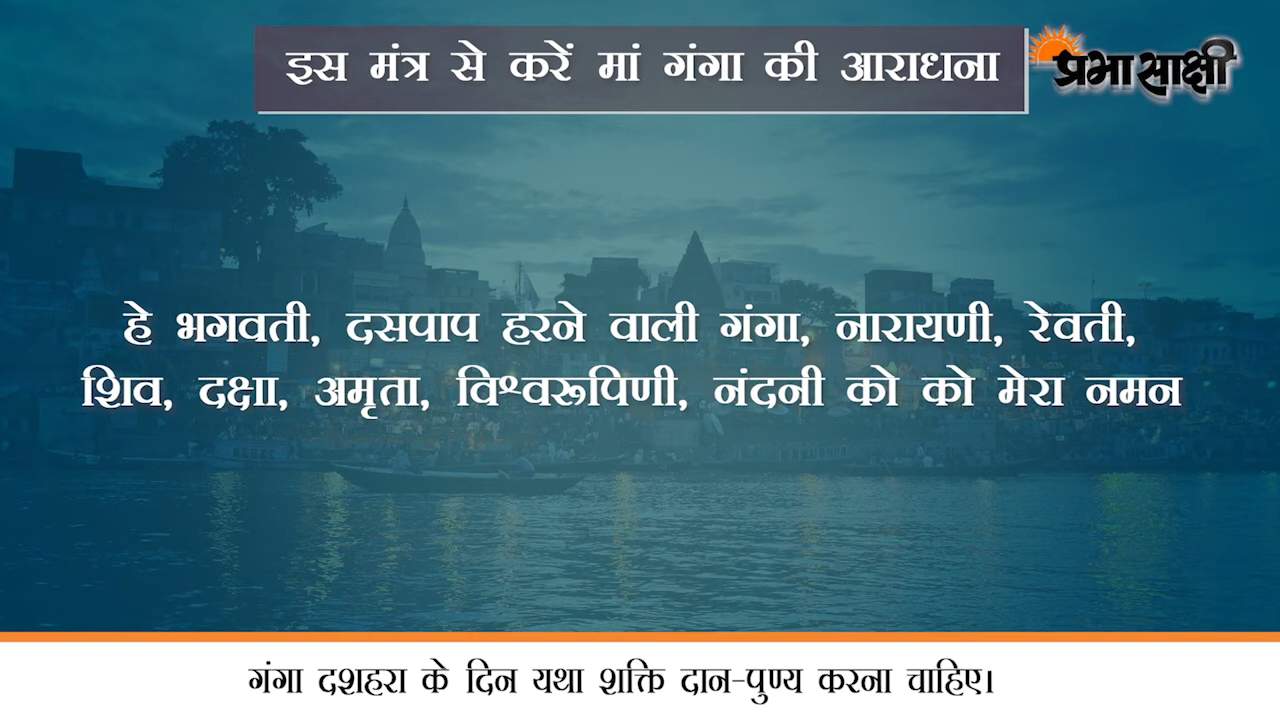 इस मंत्र से करें मां गंगा की आराधना
प्रभासाक्षी
हे भगवती, दसपाप हरने वाली गंगा, नारायणी, रेवती,
शिव, दक्षा, अमृता, विश्वरूपिणी, नंदनी को को मेरा नमन
गंगा दशहरा के दिन यथा शक्ति दान-पुण्य करना चाहिए।